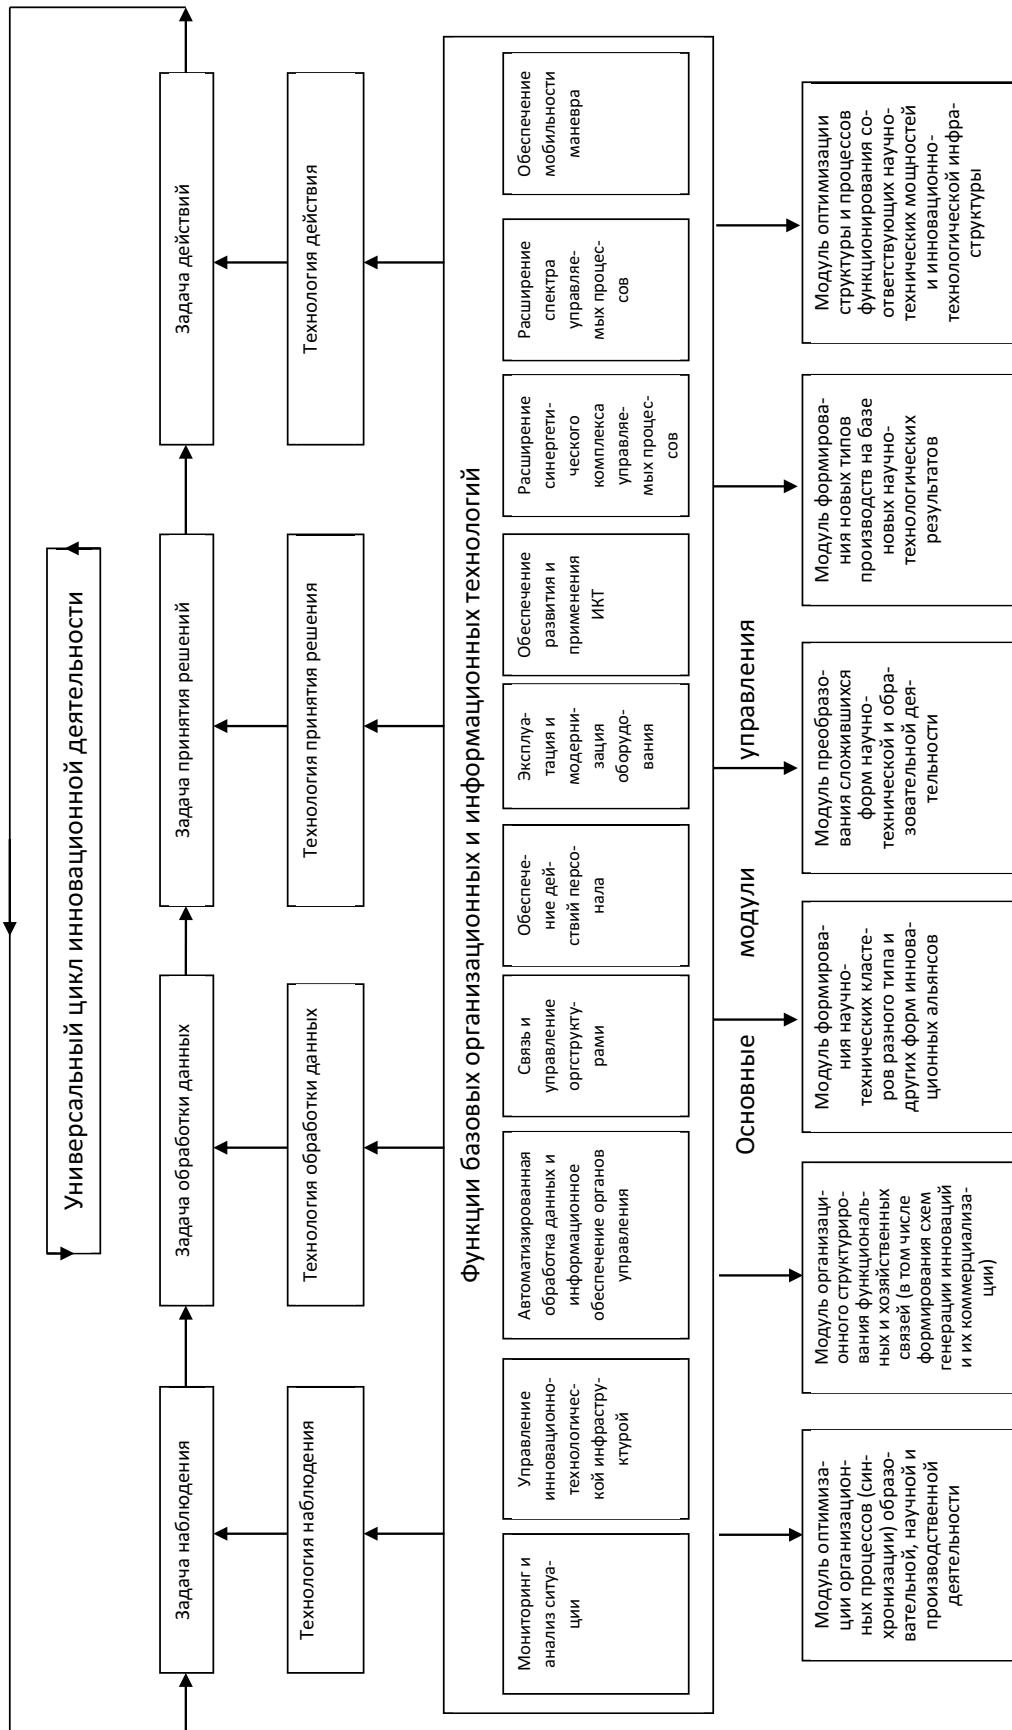 Универсальный цикл инновационной деятельности
Задача наблюдения
Задача обработки данных
Задача принятия решений
Задача действий
Технология наблюдения
Технология обработки данных
Технология принятия решения
Технология действия
Функции базовых организационных и информационных технологий
Мониторинг и
анализ ситуа-
ции
Управление
инновационно-
технологичес-
кой инфрастру-
ктурой
Автоматизированная
обработка данных и
информационное
обеспечение органов
управления
Связь и
управление
оргструкту-
рами
Обеспече-
ние дей-
ствий персо-
нала
Эксплуа-
тация и
модерни-
зация
оборудо-
вания
Обеспечение
развития и
применения
ИКТ
Расширение
синергети-
ческого
комплекса
управляе-
мых процес-
сов
Расширение
спектра
управляе-
мых процес-
сов
Обеспечение
мобильности
маневра
Основные модули управления
Модуль оптимиза-
ции организацион-
ных процессов (син-
хронизации) образо-
вательной, научной и
производственной
деятельности
Модуль организаци-
онного структуриро-
вания функциональ-
ных и хозяйственных
связей (в том числе
формирования схем
генерации инноваций
и их коммерциализа-
ции)
Модуль формирова-
ния научно-
технических класте-
ров разного типа и
других форм иннова-
ционных альянсов
Модуль преобразо-
вания сложившихся
форм научно-
технической и обра-
зовательной дея-
тельности
Модуль формирова-
ния новых типов
производств на базе
новых научно-
технологических
результатов
Модуль оптимизации
структуры и процессов
функционирования со-
ответствующих научно-
технических мощностей
и инновационно-
технологической инфра-
структуры